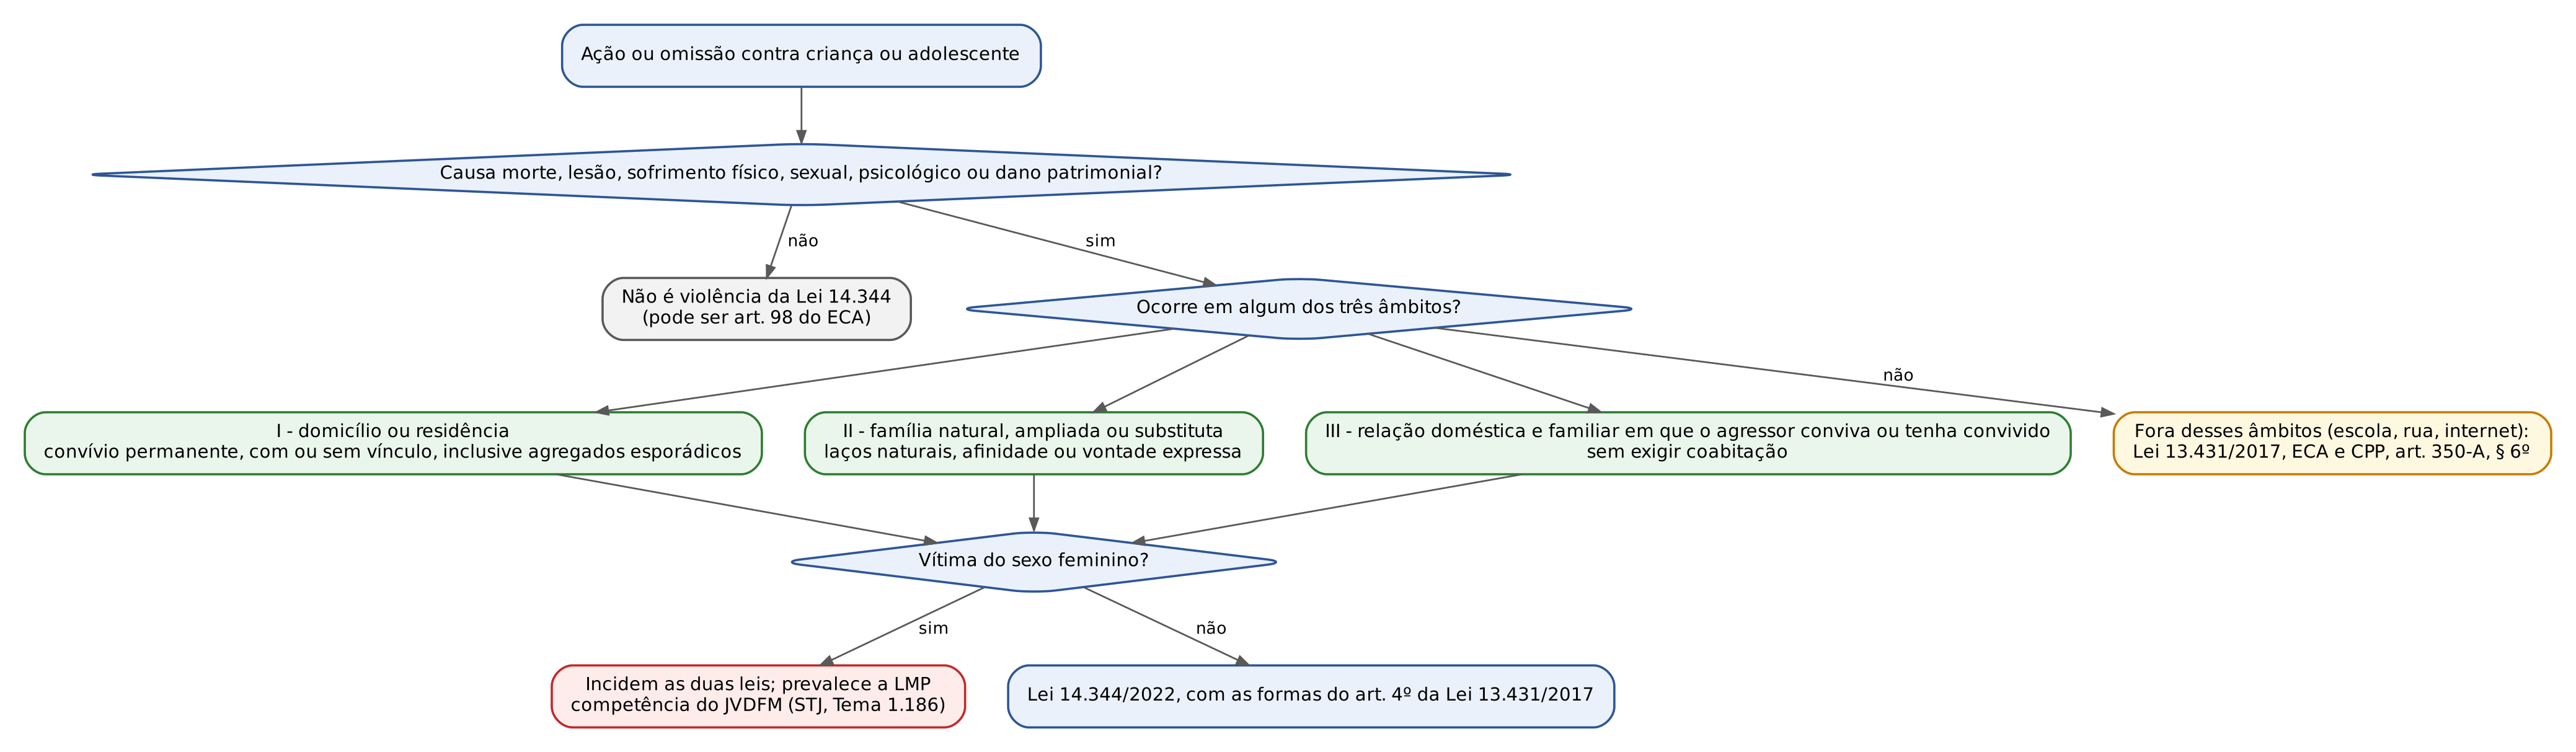 Ação ou omissão contra criança ou adolescente
Causa morte, lesão, sofrimento físico, sexual, psicológico ou dano patrimonial?
não
sim
Não é violência da Lei 14.344
(pode ser art. 98 do ECA)
Ocorre em algum dos três âmbitos?
não
I - domicílio ou residência
convívio permanente, com ou sem vínculo, inclusive agregados esporádicos
II - família natural, ampliada ou substituta
laços naturais, afinidade ou vontade expressa
III - relação doméstica e familiar em que o agressor conviva ou tenha convivido
sem exigir coabitação
Fora desses âmbitos (escola, rua, internet):
Lei 13.431/2017, ECA e CPP, art. 350-A, § 6º
Vítima do sexo feminino?
sim
não
Incidem as duas leis; prevalece a LMP
competência do JVDFM (STJ, Tema 1.186)
Lei 14.344/2022, com as formas do art. 4º da Lei 13.431/2017